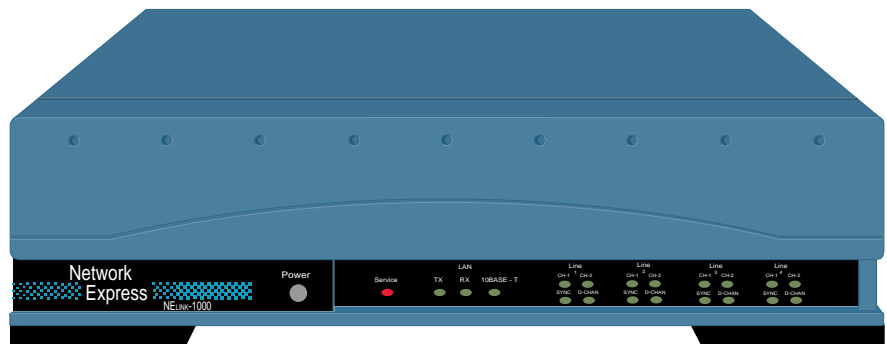 Network
Express
NELINK-1000
Power
Service
LAN
TX RX 10BASE - T
Line
1
CH-1 CH-2
SYNC D-CHAN
Line
2
CH-1 CH-2
SYNC D-CHAN
Line
3
CH-1 CH-2
SYNC D-CHAN
Line
4
CH-1 CH-2
SYNC D-CHAN